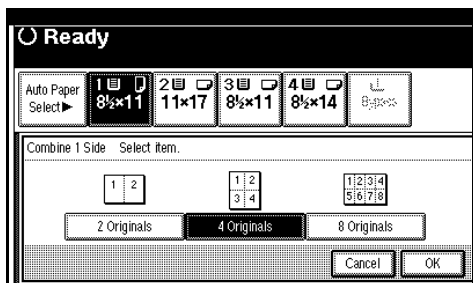 Ready
Auto Paper Select▶
1 8½×11
2 11×17
3 8½×11
4 8½×14
Combine 1 Side Select item.
1 2
1 2
3 4
1 2 3 4
5 6 7 8
2 Originals
4 Originals
8 Originals
Cancel
OK